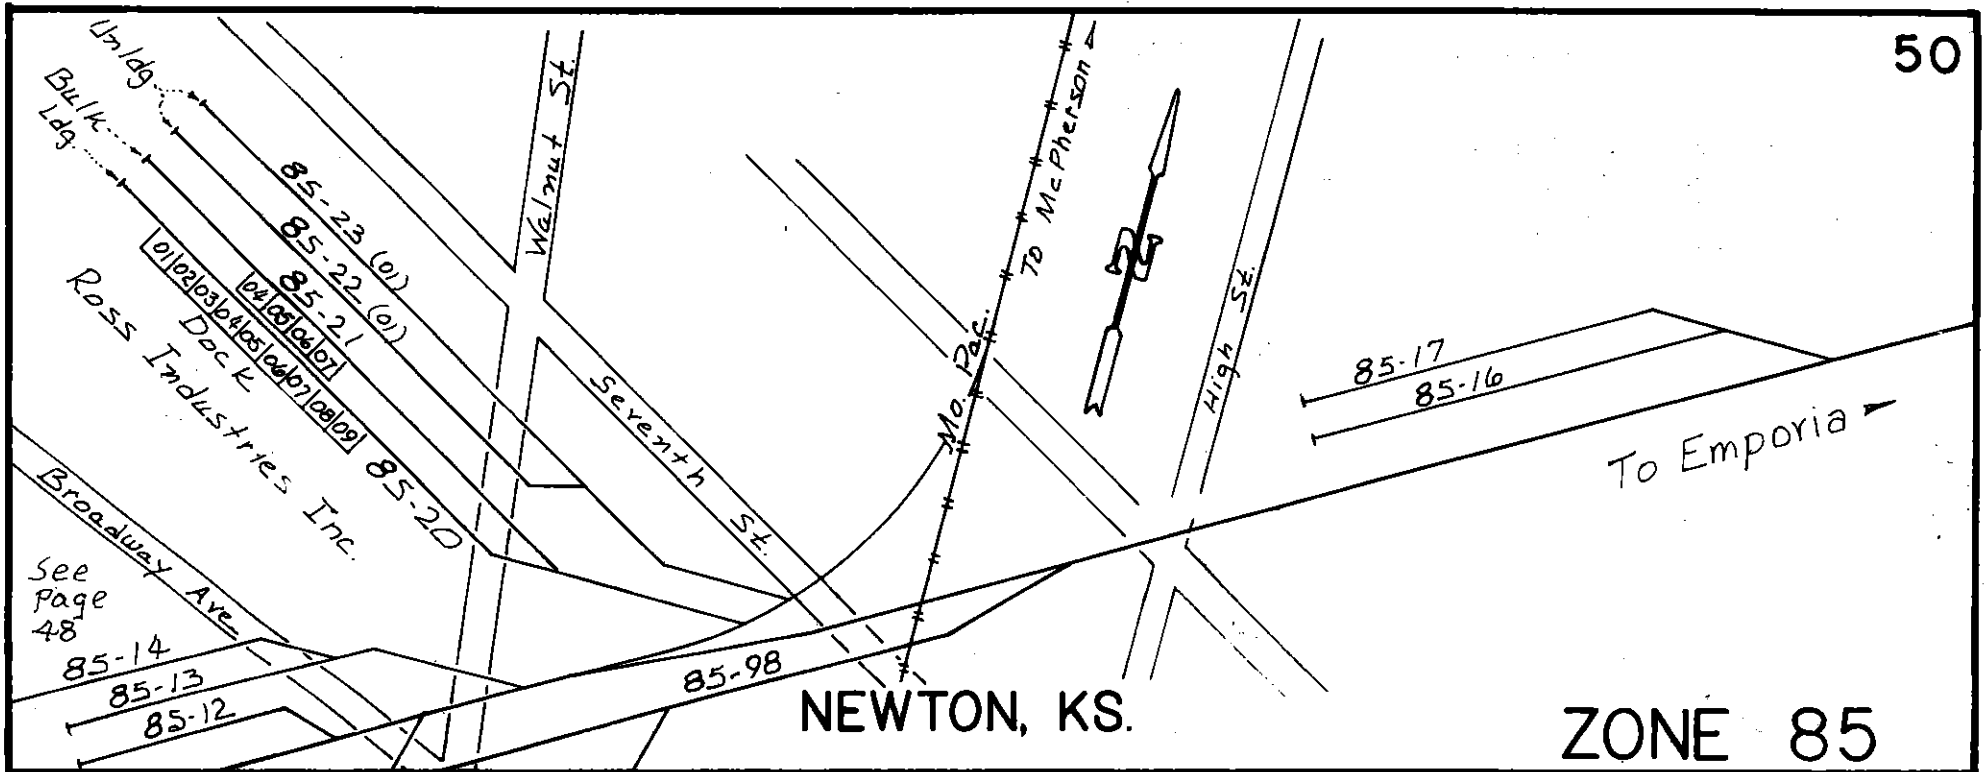 50
Unldg
Bulk
Ldg.
85-23 (01)
85-22 (01)
85-21
04 05 06 07
01 02 03 04 05 06 07 08 09
Dock
Ross Industries Inc.
85-20
Walnut St.
Seventh St.
Mo. Pac.
To McPherson
N
High St.
85-17
85-16
To Emporia
Broadway Ave.
See
Page
48
85-14
85-13
85-12
85-98
NEWTON, KS.
ZONE 85